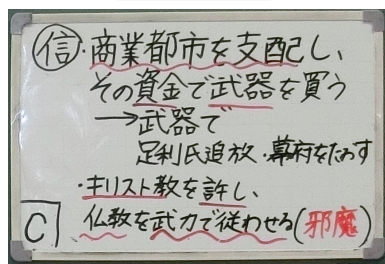 信・商業都市を支配し、
その資金で武器を買う
→武器で
足利氏追放・幕府をたおす
・キリスト教を許し、
仏教を武力で従わせる(邪魔)
C